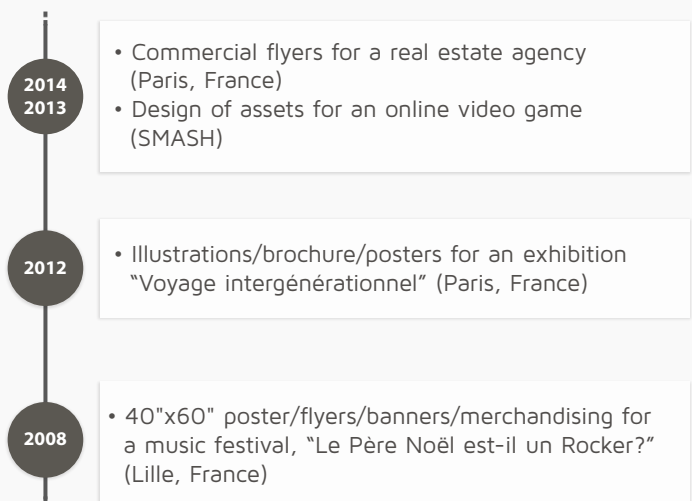 2014
2013
• Commercial flyers for a real estate agency
(Paris, France)
• Design of assets for an online video game
(SMASH)
2012
• Illustrations/brochure/posters for an exhibition
“Voyage intergénérationnel” (Paris, France)
2008
• 40"x60" poster/flyers/banners/merchandising for
a music festival, “Le Père Noël est-il un Rocker?”
(Lille, France)